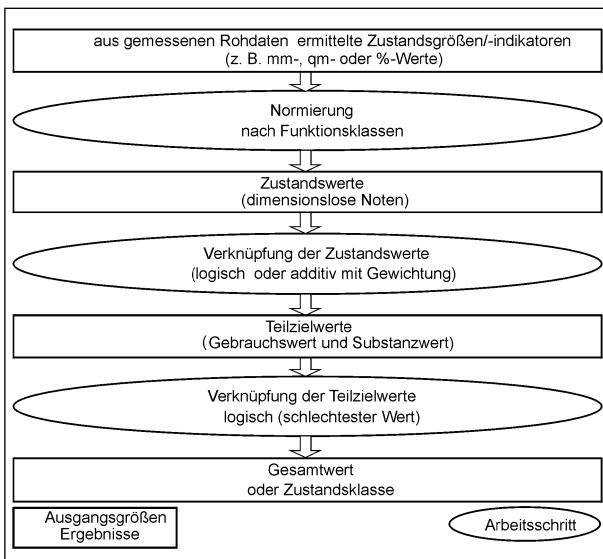 aus gemessenen Rohdaten ermittelte Zustandsgrößen/-indikatoren
(z. B. mm-, qm- oder %-Werte)
Normierung
nach Funktionsklassen
Zustandswerte
(dimensionslose Noten)
Verknüpfung der Zustandswerte
(logisch oder additiv mit Gewichtung)
Teilzielwerte
(Gebrauchswert und Substanzwert)
Verknüpfung der Teilzielwerte
logisch (schlechtester Wert)
Gesamtwert
oder Zustandsklasse
Ausgangsgrößen
Ergebnisse
Arbeitsschritt